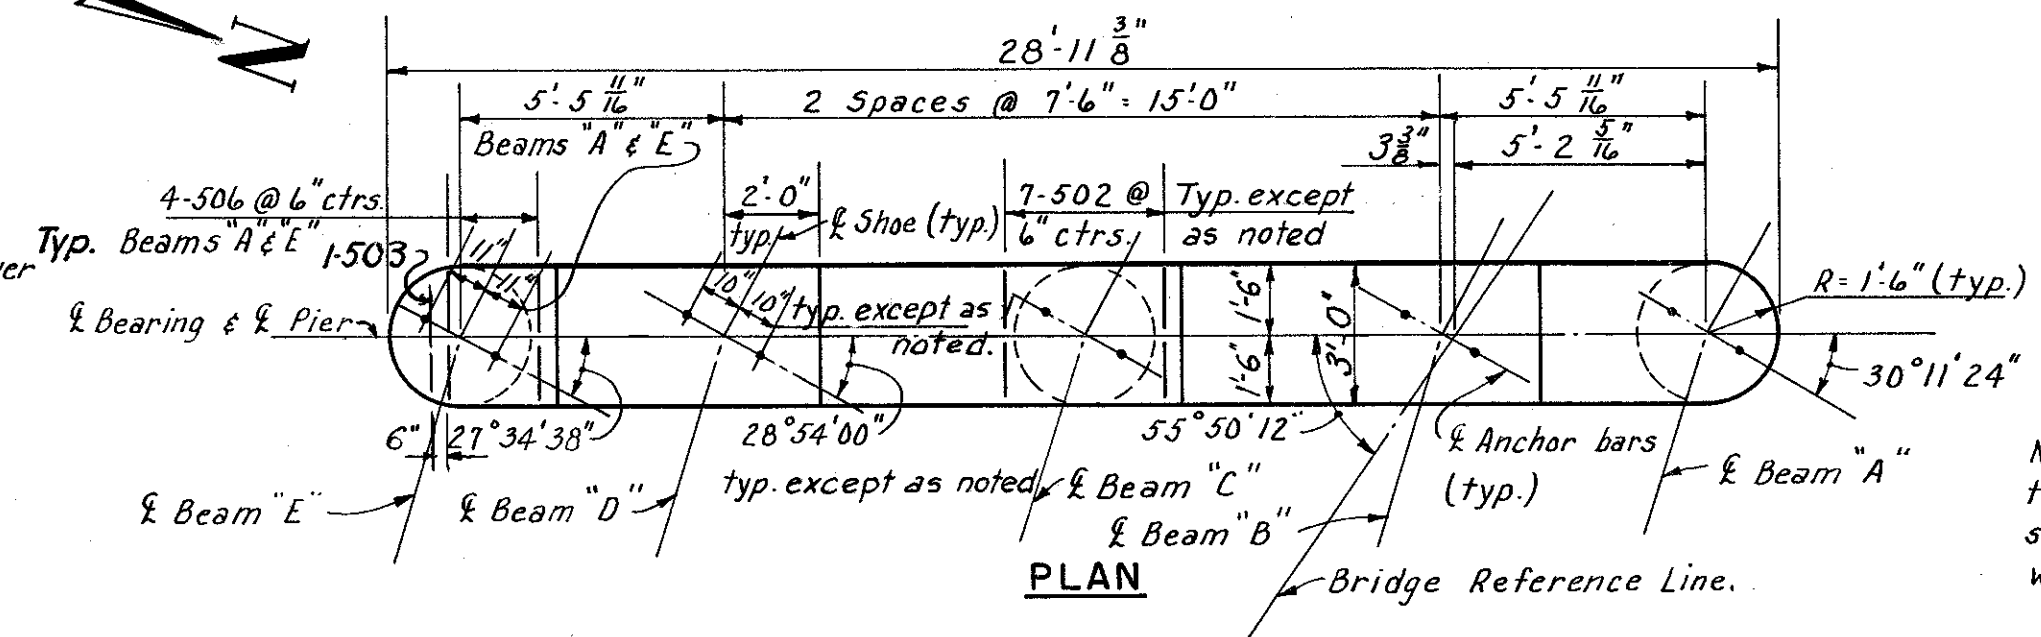 N
28'-11 3/8"
5'-5 11/16"
2 Spaces @ 7'-6" = 15'-0"
5'-5 11/16"
Beams "A" & "E"
3 3/8"
5'-2 5/16"
4-506 @ 6" ctrs.
Typ. Beams "A" & "E"
2'-0"
typ.
℄ Shoe (typ.)
7-502 @
6" ctrs.
Typ. except
as noted
1-503
11"
11"
10"
10"
typ. except as
noted.
1'-6"
1'-6"
3'-0"
R = 1'-6" (typ.)
℄ Bearing & ℄ Pier
30°11'24"
6"
27°34'38"
28°54'00"
typ. except as noted
55°50'12"
℄ Anchor bars
(typ.)
℄ Beam "E"
℄ Beam "D"
℄ Beam "C"
℄ Beam "B"
℄ Beam "A"
PLAN
Bridge Reference Line.